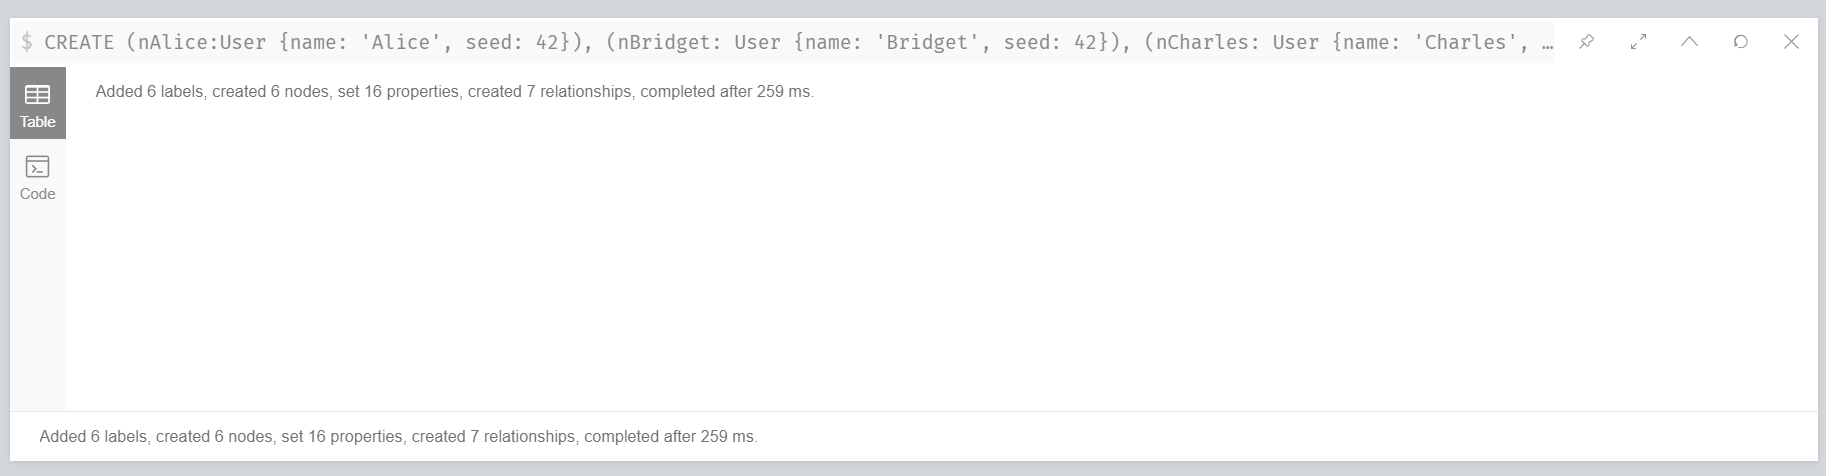 $ CREATE (nAlice:User {name: 'Alice', seed: 42}), (nBridget: User {name: 'Bridget', seed: 42}), (nCharles: User {name: 'Charles', …
Table
Added 6 labels, created 6 nodes, set 16 properties, created 7 relationships, completed after 259 ms.
Code
Added 6 labels, created 6 nodes, set 16 properties, created 7 relationships, completed after 259 ms.